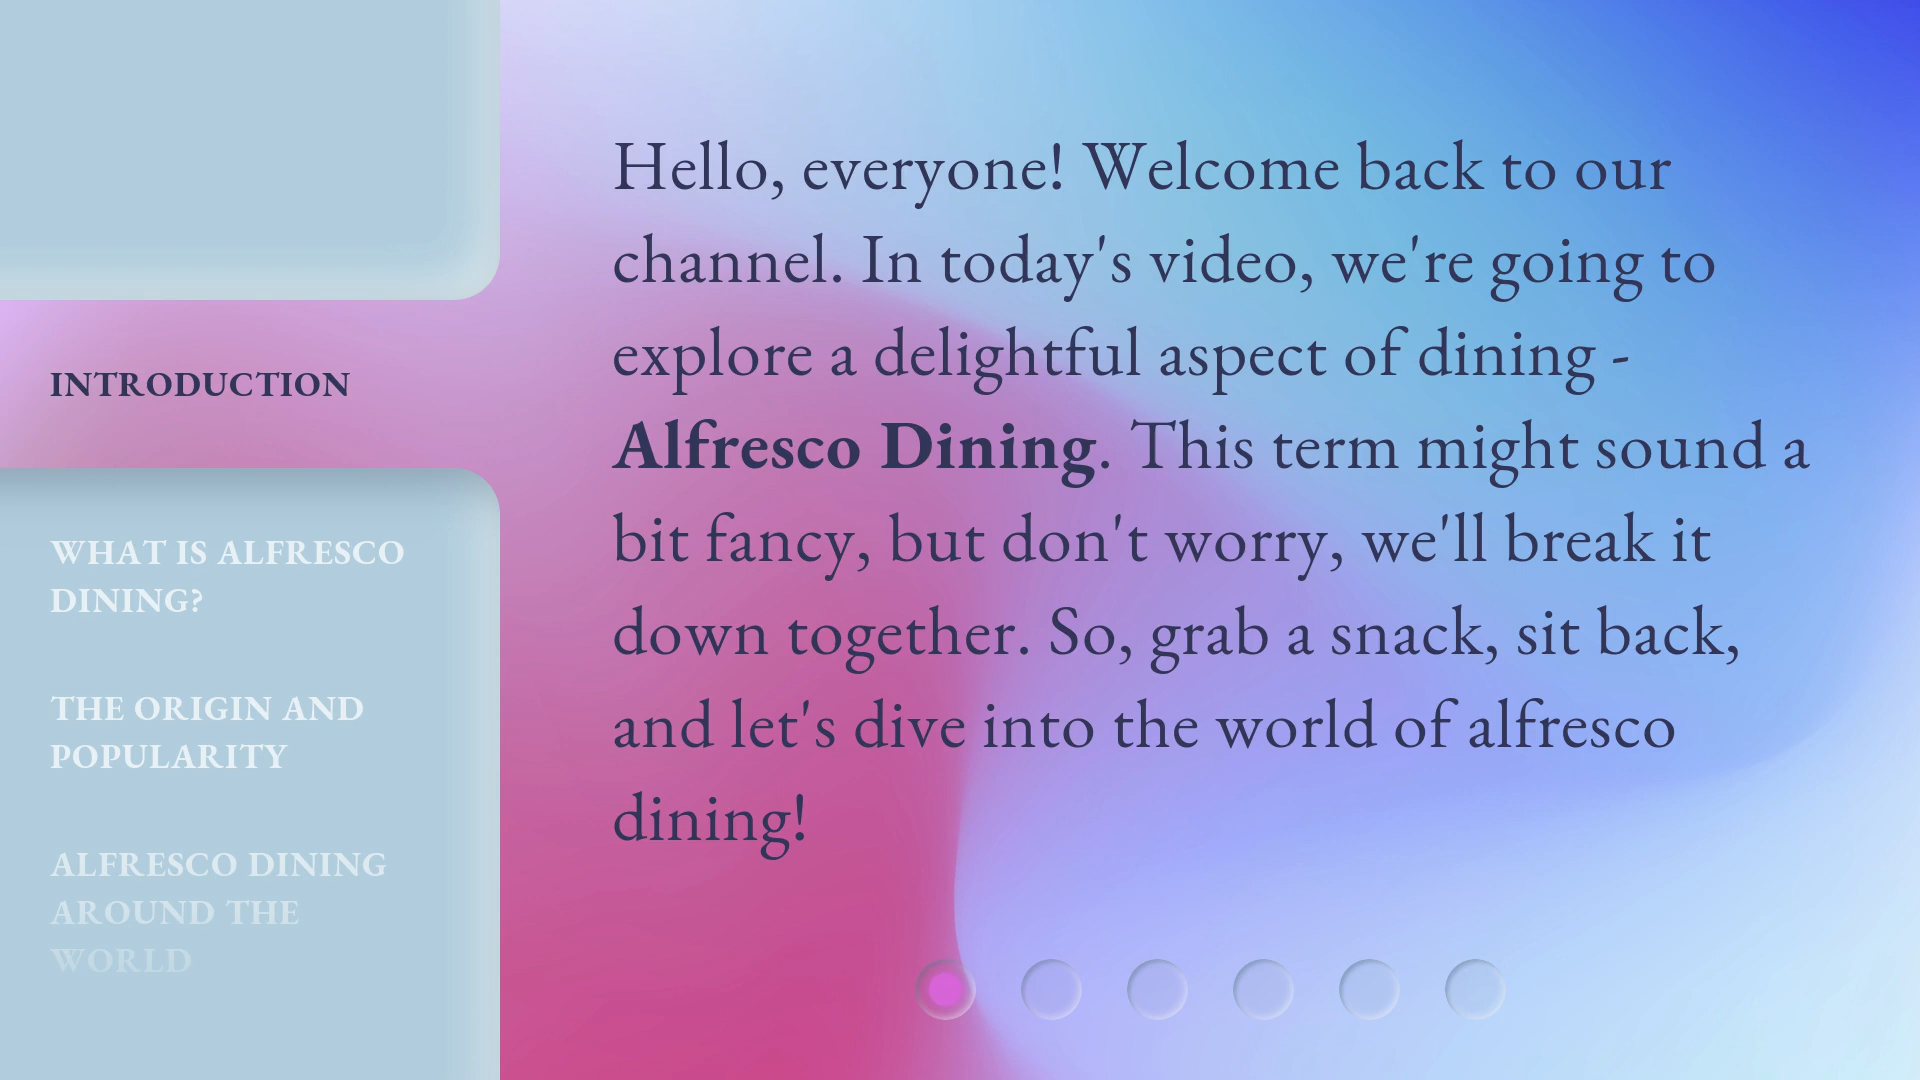 INTRODUCTION
WHAT IS ALFRESCO
DINING?
THE ORIGIN AND
POPULARITY
ALFRESCO DINING
AROUND THE
WORLD
Hello, everyone! Welcome back to our
channel. In today's video, we're going to
explore a delightful aspect of dining -
Alfresco Dining. This term might sound a
bit fancy, but don't worry, we'll break it
down together. So, grab a snack, sit back,
and let's dive into the world of alfresco
dining!